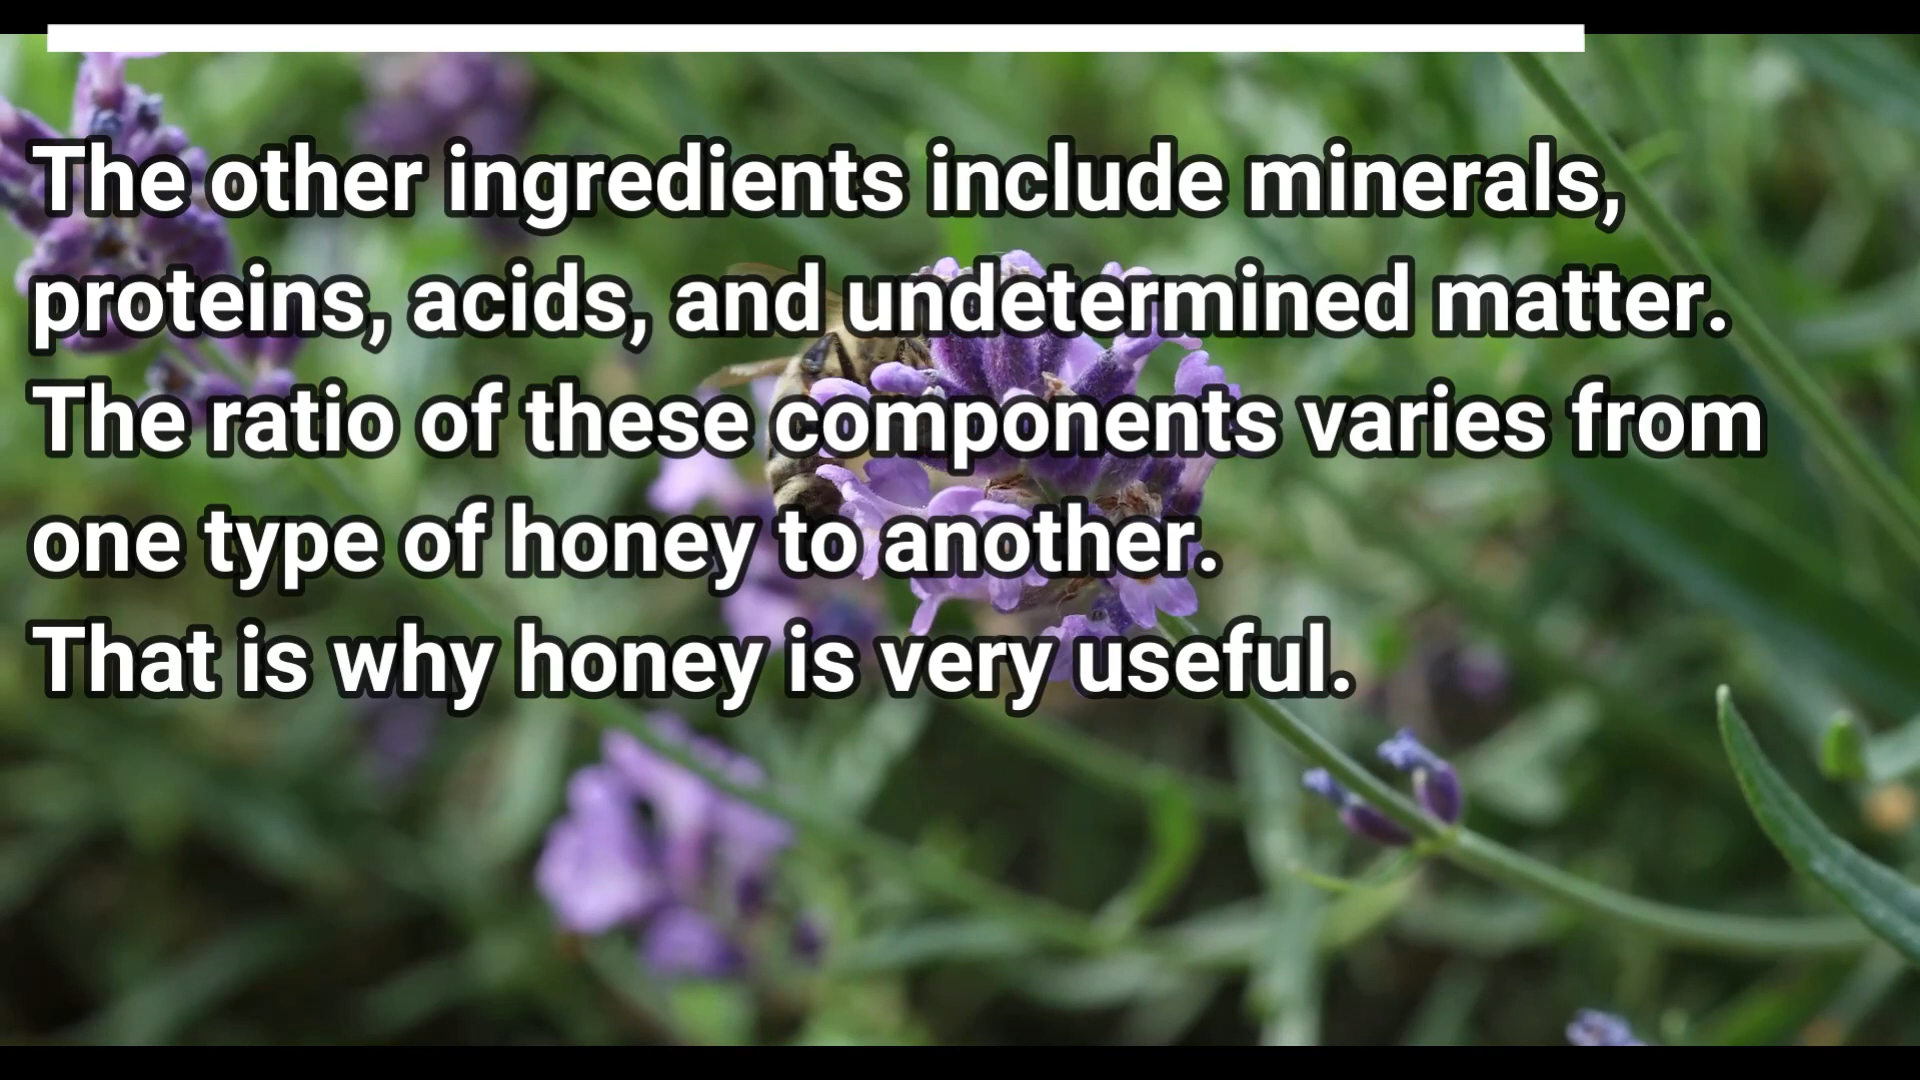 The other ingredients include minerals,
proteins, acids, and undetermined matter.
The ratio of these components varies from
one type of honey to another.
That is why honey is very useful.